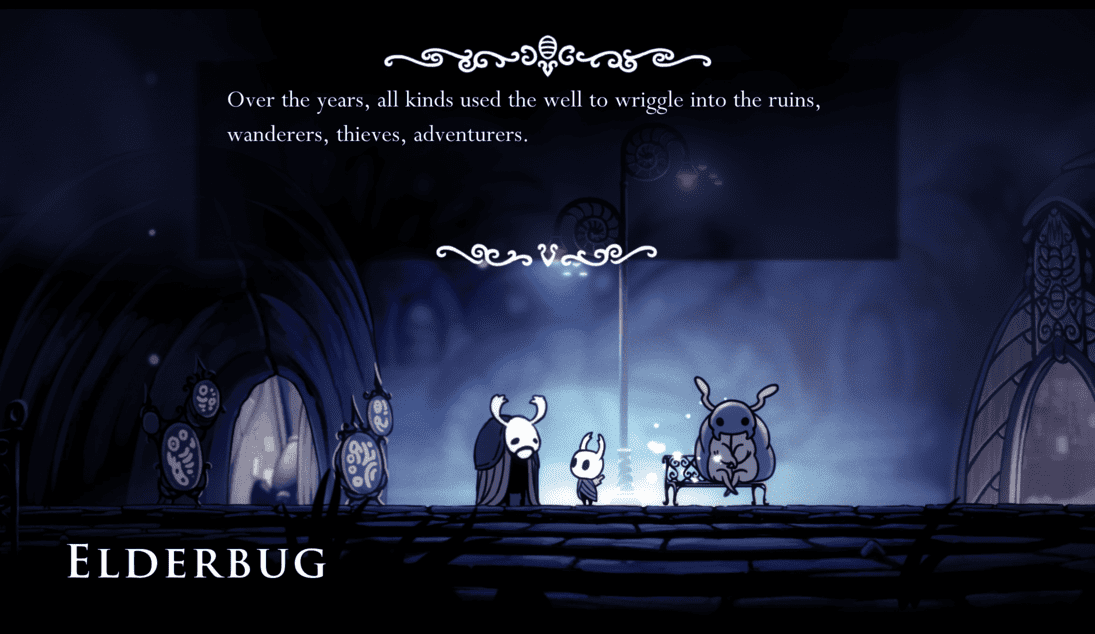 Over the years, all kinds used the well to wriggle into the ruins,
wanderers, thieves, adventurers.
ELDERBUG